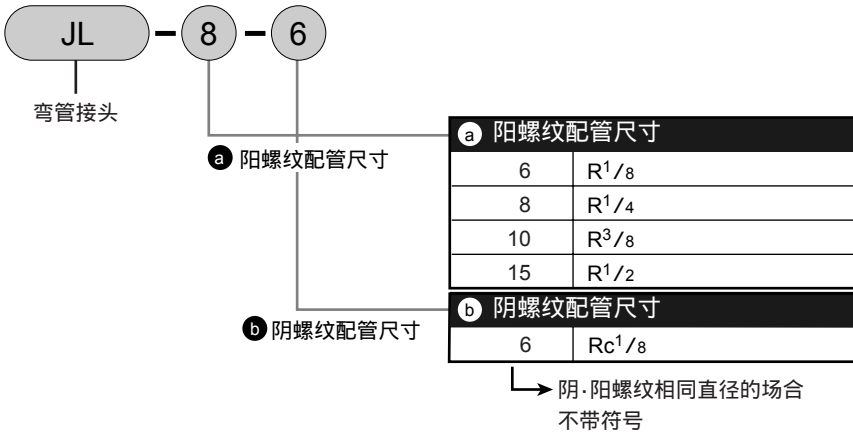 JL - 8 - 6
弯管接头
a 阳螺纹配管尺寸
a 阳螺纹配管尺寸
6 R1/8
8 R1/4
10 R3/8
15 R1/2
b 阴螺纹配管尺寸
b 阴螺纹配管尺寸
6 Rc1/8
阴·阳螺纹相同直径的场合
不带符号